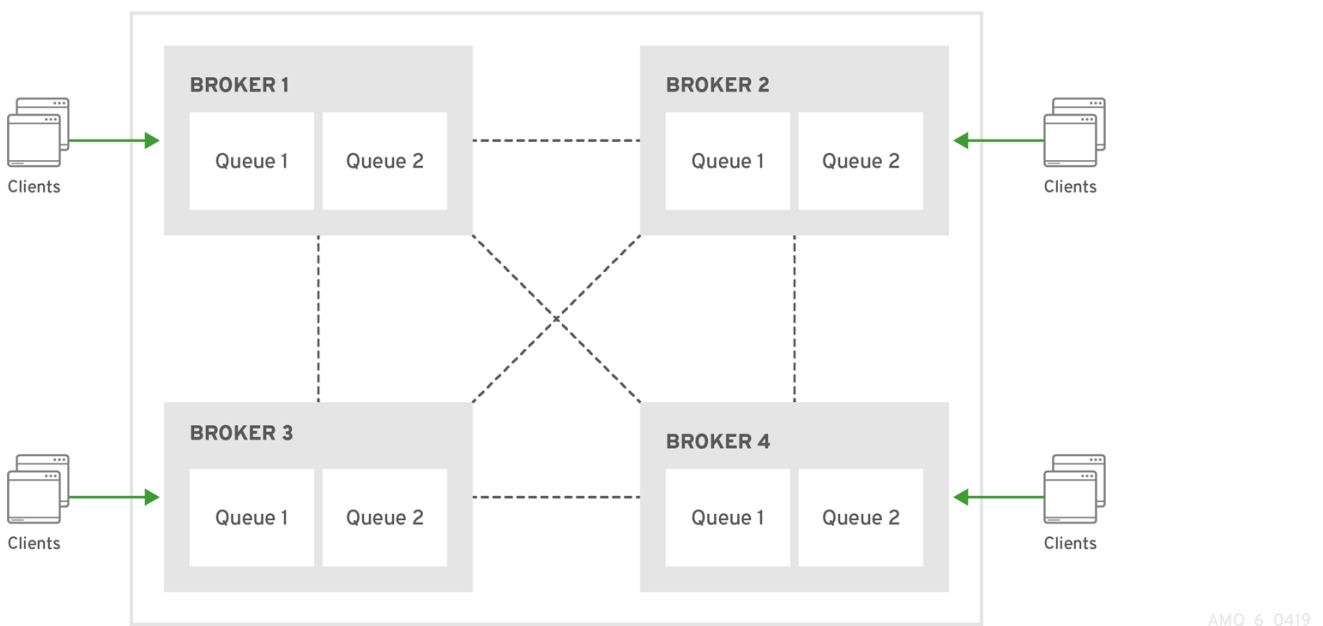 BROKER 1
BROKER 2
Queue 1
Queue 2
Queue 1
Queue 2
Clients
Clients
BROKER 3
BROKER 4
Queue 1
Queue 2
Queue 1
Queue 2
Clients
Clients
AMQ_6_0419